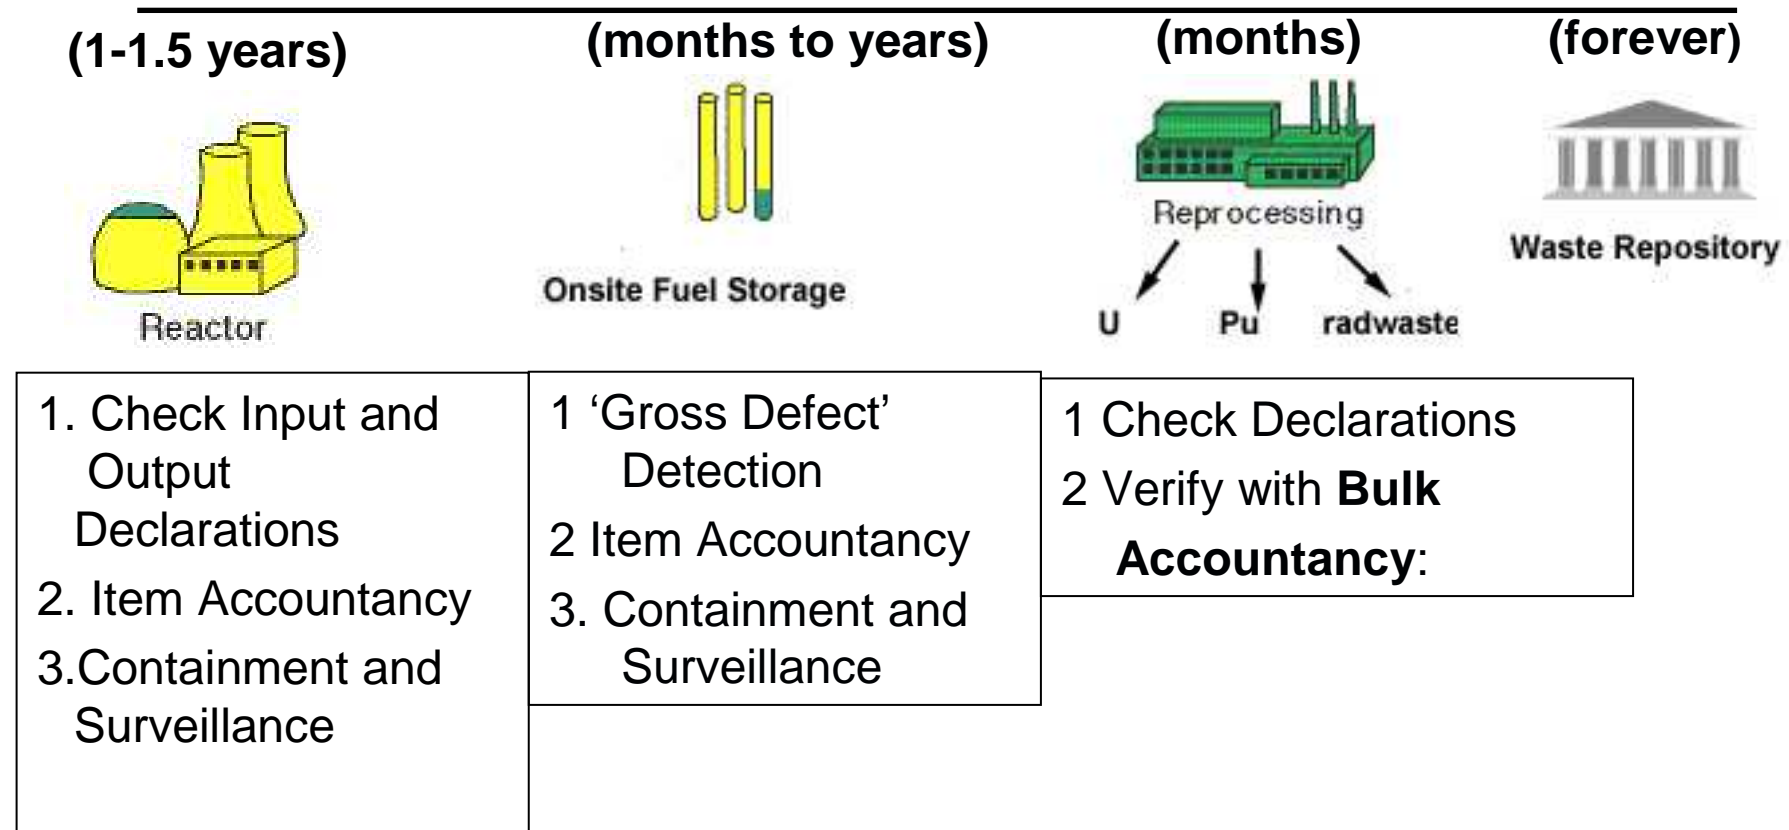 (1-1.5 years)
(months to years)
(months)
(forever)
Reactor
Onsite Fuel Storage
Reprocessing
U Pu radwaste
Waste Repository
1. Check Input and
Output
Declarations
2. Item Accountancy
3.Containment and
Surveillance
1 ‘Gross Defect’
Detection
2 Item Accountancy
3. Containment and
Surveillance
1 Check Declarations
2 Verify with Bulk
Accountancy: